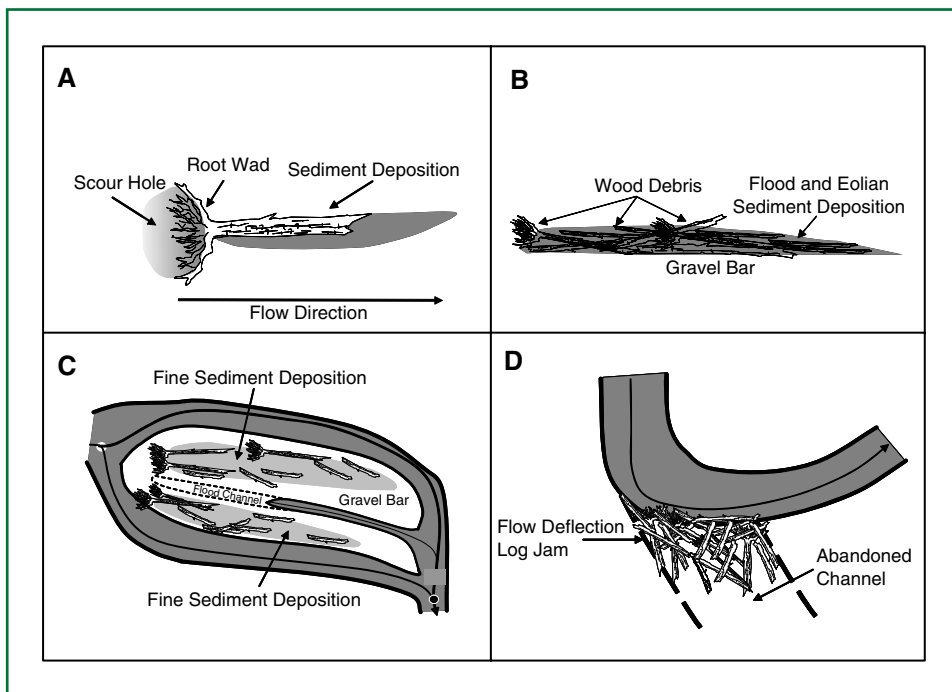 A
Root Wad
Scour Hole
Sediment Deposition
Flow Direction
B
Wood Debris
Flood and Eolian
Sediment Deposition
Gravel Bar
C
Fine Sediment Deposition
Flood Channel
Gravel Bar
Fine Sediment Deposition
D
Flow Deflection
Log Jam
Abandoned
Channel